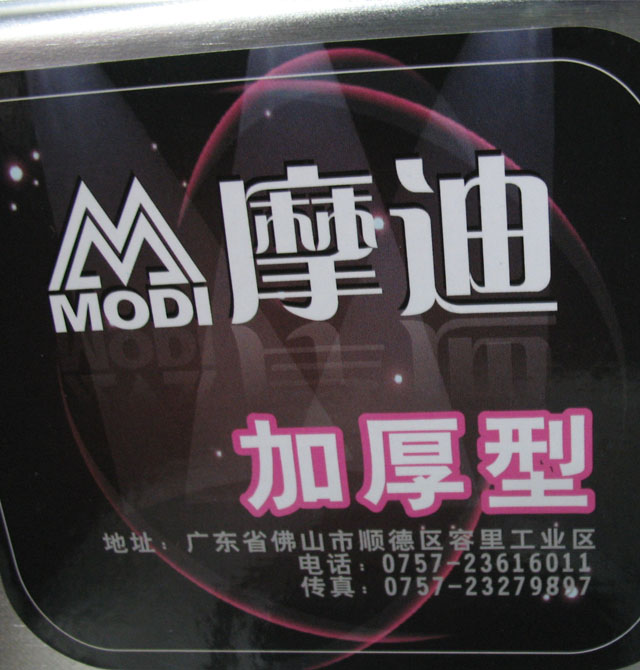 MODI 摩迪
加厚型
地址：广东省佛山市顺德区容里工业区
电话：0757-23616011
传真：0757-23279897